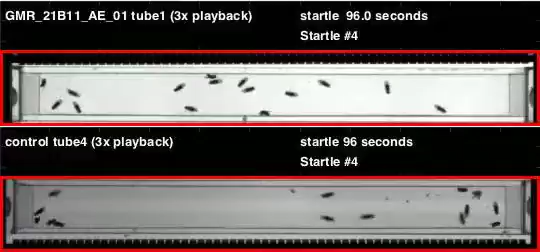 GMR_21B11_AE_01 tube1 (3x playback)
startle  96.0 seconds
Startle #4
control tube4 (3x playback)
startle 96 seconds
Startle #4